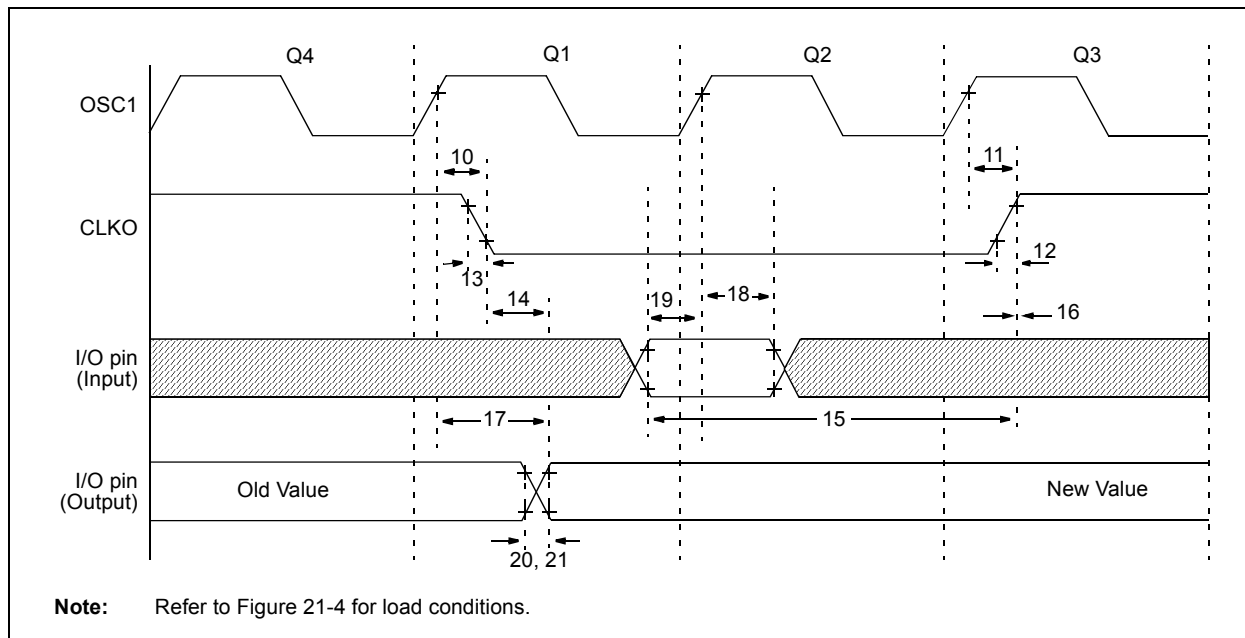 Q4 Q1 Q2 Q3
OSC1
10 11
CLKO
13 12
14 19 18 16
I/O pin
(Input)
17 15
I/O pin
(Output)
Old Value New Value
20, 21
Note: Refer to Figure 21-4 for load conditions.